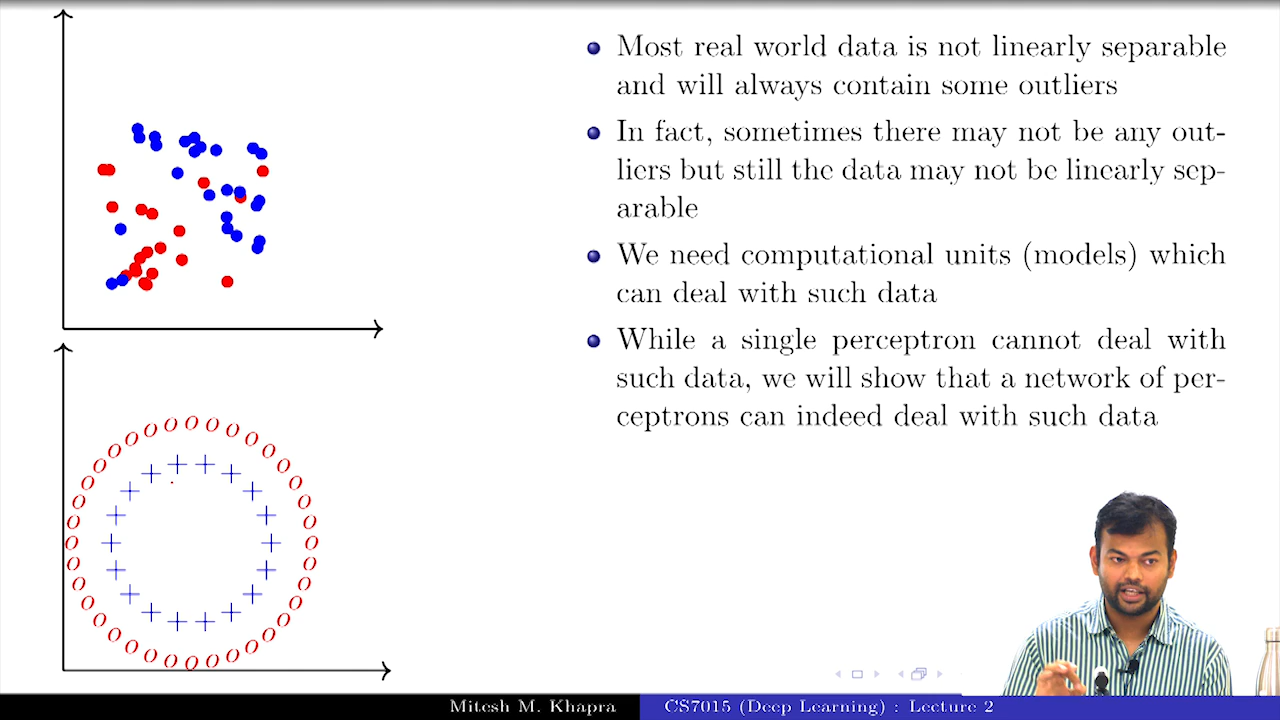 Most real world data is not linearly separable
and will always contain some outliers
In fact, sometimes there may not be any out-
liers but still the data may not be linearly sep-
arable
We need computational units (models) which
can deal with such data
While a single perceptron cannot deal with
such data, we will show that a network of per-
ceptrons can indeed deal with such data
Mitesh M. Khapra
CS7015 (Deep Learning) : Lecture 2